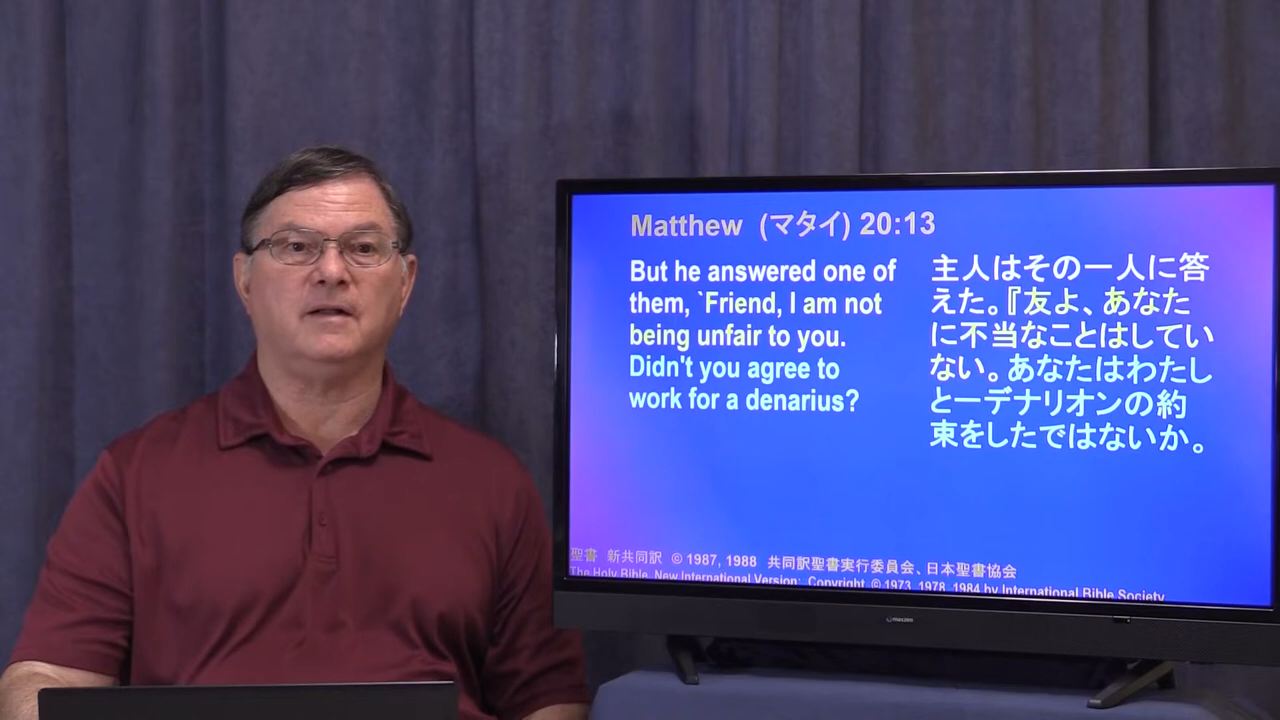 Matthew (マタイ) 20:13
But he answered one of
them, `Friend, I am not
being unfair to you.
Didn't you agree to
work for a denarius?
主人はその一人に答
えた。『友よ、あなた
に不当なことはしてい
ない。あなたはわたし
と一デナリオンの約
束をしたではないか。
聖書 新共同訳 © 1987, 1988 共同訳聖書実行委員会、日本聖書協会
The Holy Bible, New International Version: Copyright © 1973, 1978, 1984 by International Bible Society
maxzen